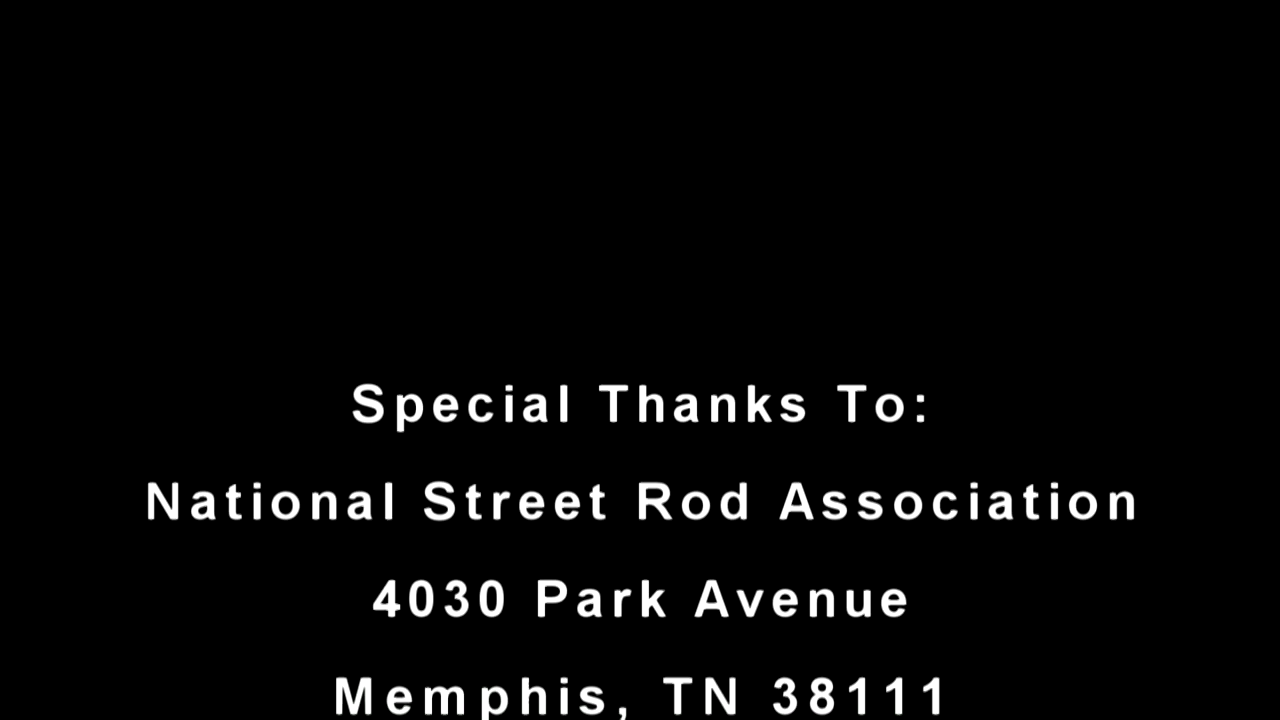 Special Thanks To:
National Street Rod Association
4030 Park Avenue
Memphis, TN 38111